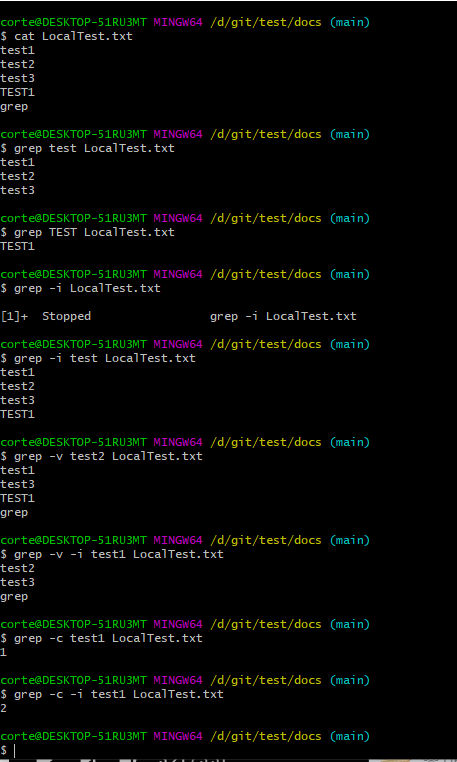 corte@DESKTOP-51RU3MT MINGW64 /d/git/test/docs (main)
$ cat LocalTest.txt
test1
test2
test3
TEST1
grep
corte@DESKTOP-51RU3MT MINGW64 /d/git/test/docs (main)
$ grep test LocalTest.txt
test1
test2
test3
corte@DESKTOP-51RU3MT MINGW64 /d/git/test/docs (main)
$ grep TEST LocalTest.txt
TEST1
corte@DESKTOP-51RU3MT MINGW64 /d/git/test/docs (main)
$ grep -i LocalTest.txt
[1]+  Stopped                 grep -i LocalTest.txt
corte@DESKTOP-51RU3MT MINGW64 /d/git/test/docs (main)
$ grep -i test LocalTest.txt
test1
test2
test3
TEST1
corte@DESKTOP-51RU3MT MINGW64 /d/git/test/docs (main)
$ grep -v test2 LocalTest.txt
test1
test3
TEST1
grep
corte@DESKTOP-51RU3MT MINGW64 /d/git/test/docs (main)
$ grep -v -i test1 LocalTest.txt
test2
test3
grep
corte@DESKTOP-51RU3MT MINGW64 /d/git/test/docs (main)
$ grep -c test1 LocalTest.txt
1
corte@DESKTOP-51RU3MT MINGW64 /d/git/test/docs (main)
$ grep -c -i test1 LocalTest.txt
2
corte@DESKTOP-51RU3MT MINGW64 /d/git/test/docs (main)
$